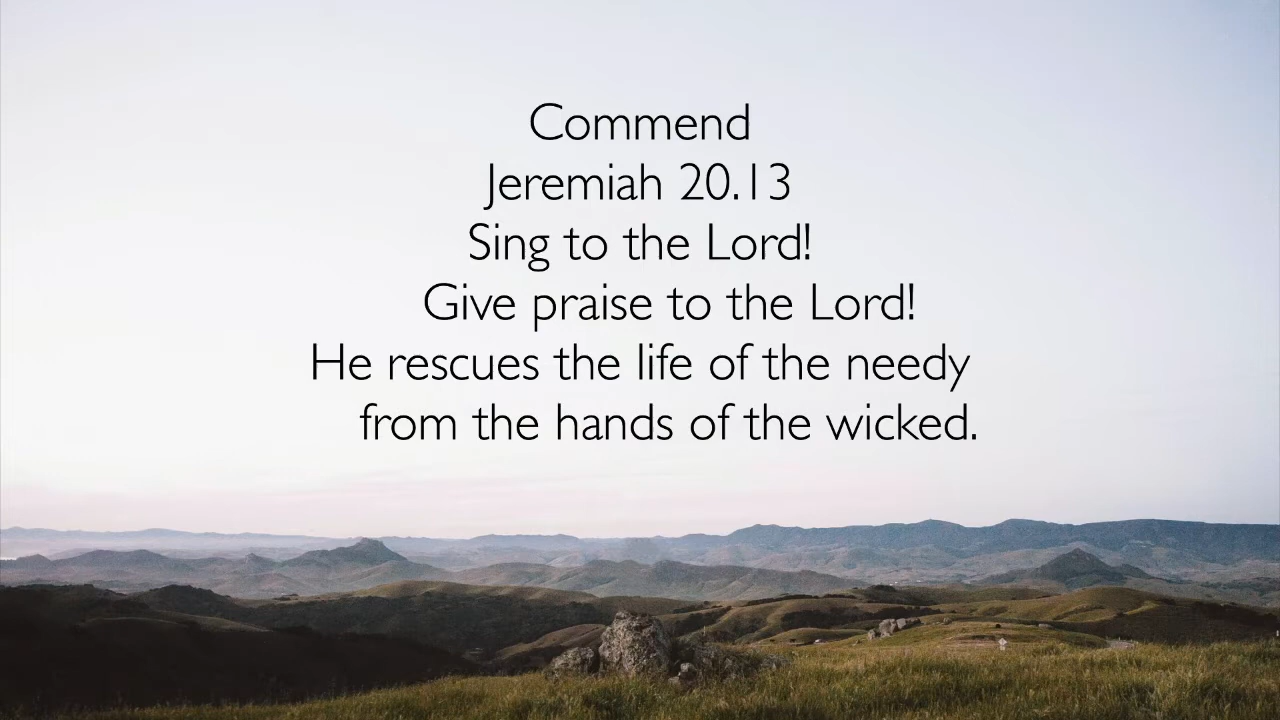 Commend
Jeremiah 20.13
Sing to the Lord!
Give praise to the Lord!
He rescues the life of the needy
from the hands of the wicked.